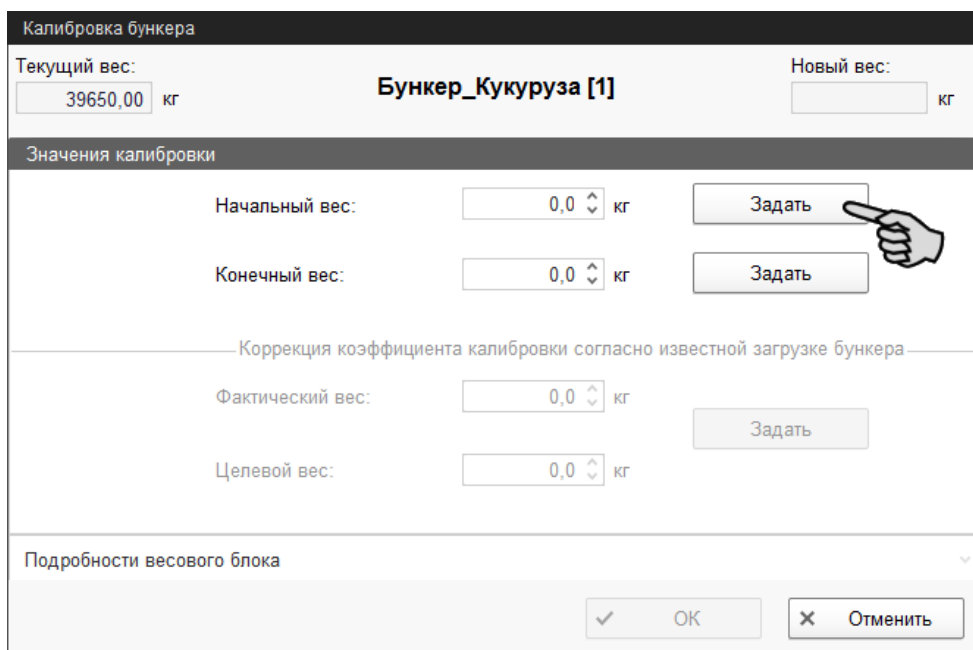 Калибровка бункера
Текущий вес:
39650,00 кг
Бункер_Кукуруза [1]
Новый вес:
кг
Значения калибровки
Начальный вес: 0,0 кг Задать
Конечный вес: 0,0 кг Задать
Коррекция коэффициента калибровки согласно известной загрузке бункера
Фактический вес: 0,0 кг
Задать
Целевой вес: 0,0 кг
Подробности весового блока
OK Отменить